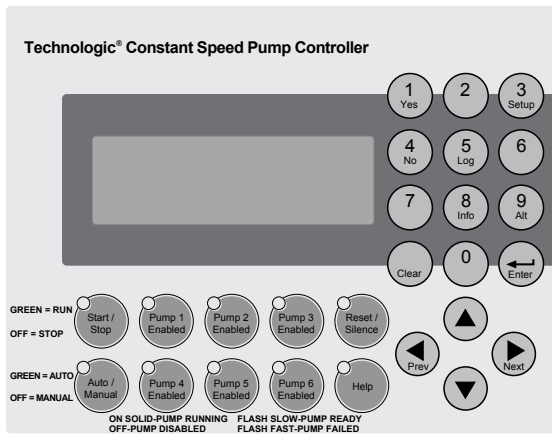 Technologic® Constant Speed Pump Controller
1 2 3
Yes Setup
4 5 6
No Log
7 8 9
Info Alt
Clear 0 Enter
GREEN = RUN
OFF = STOP
Start / Stop
Pump 1 Enabled
Pump 2 Enabled
Pump 3 Enabled
Reset / Silence
Prev
Next
GREEN = AUTO
OFF = MANUAL
Auto / Manual
Pump 4 Enabled
Pump 5 Enabled
Pump 6 Enabled
Help
ON SOLID-PUMP RUNNING FLASH SLOW-PUMP READY
OFF-PUMP DISABLED FLASH FAST-PUMP FAILED